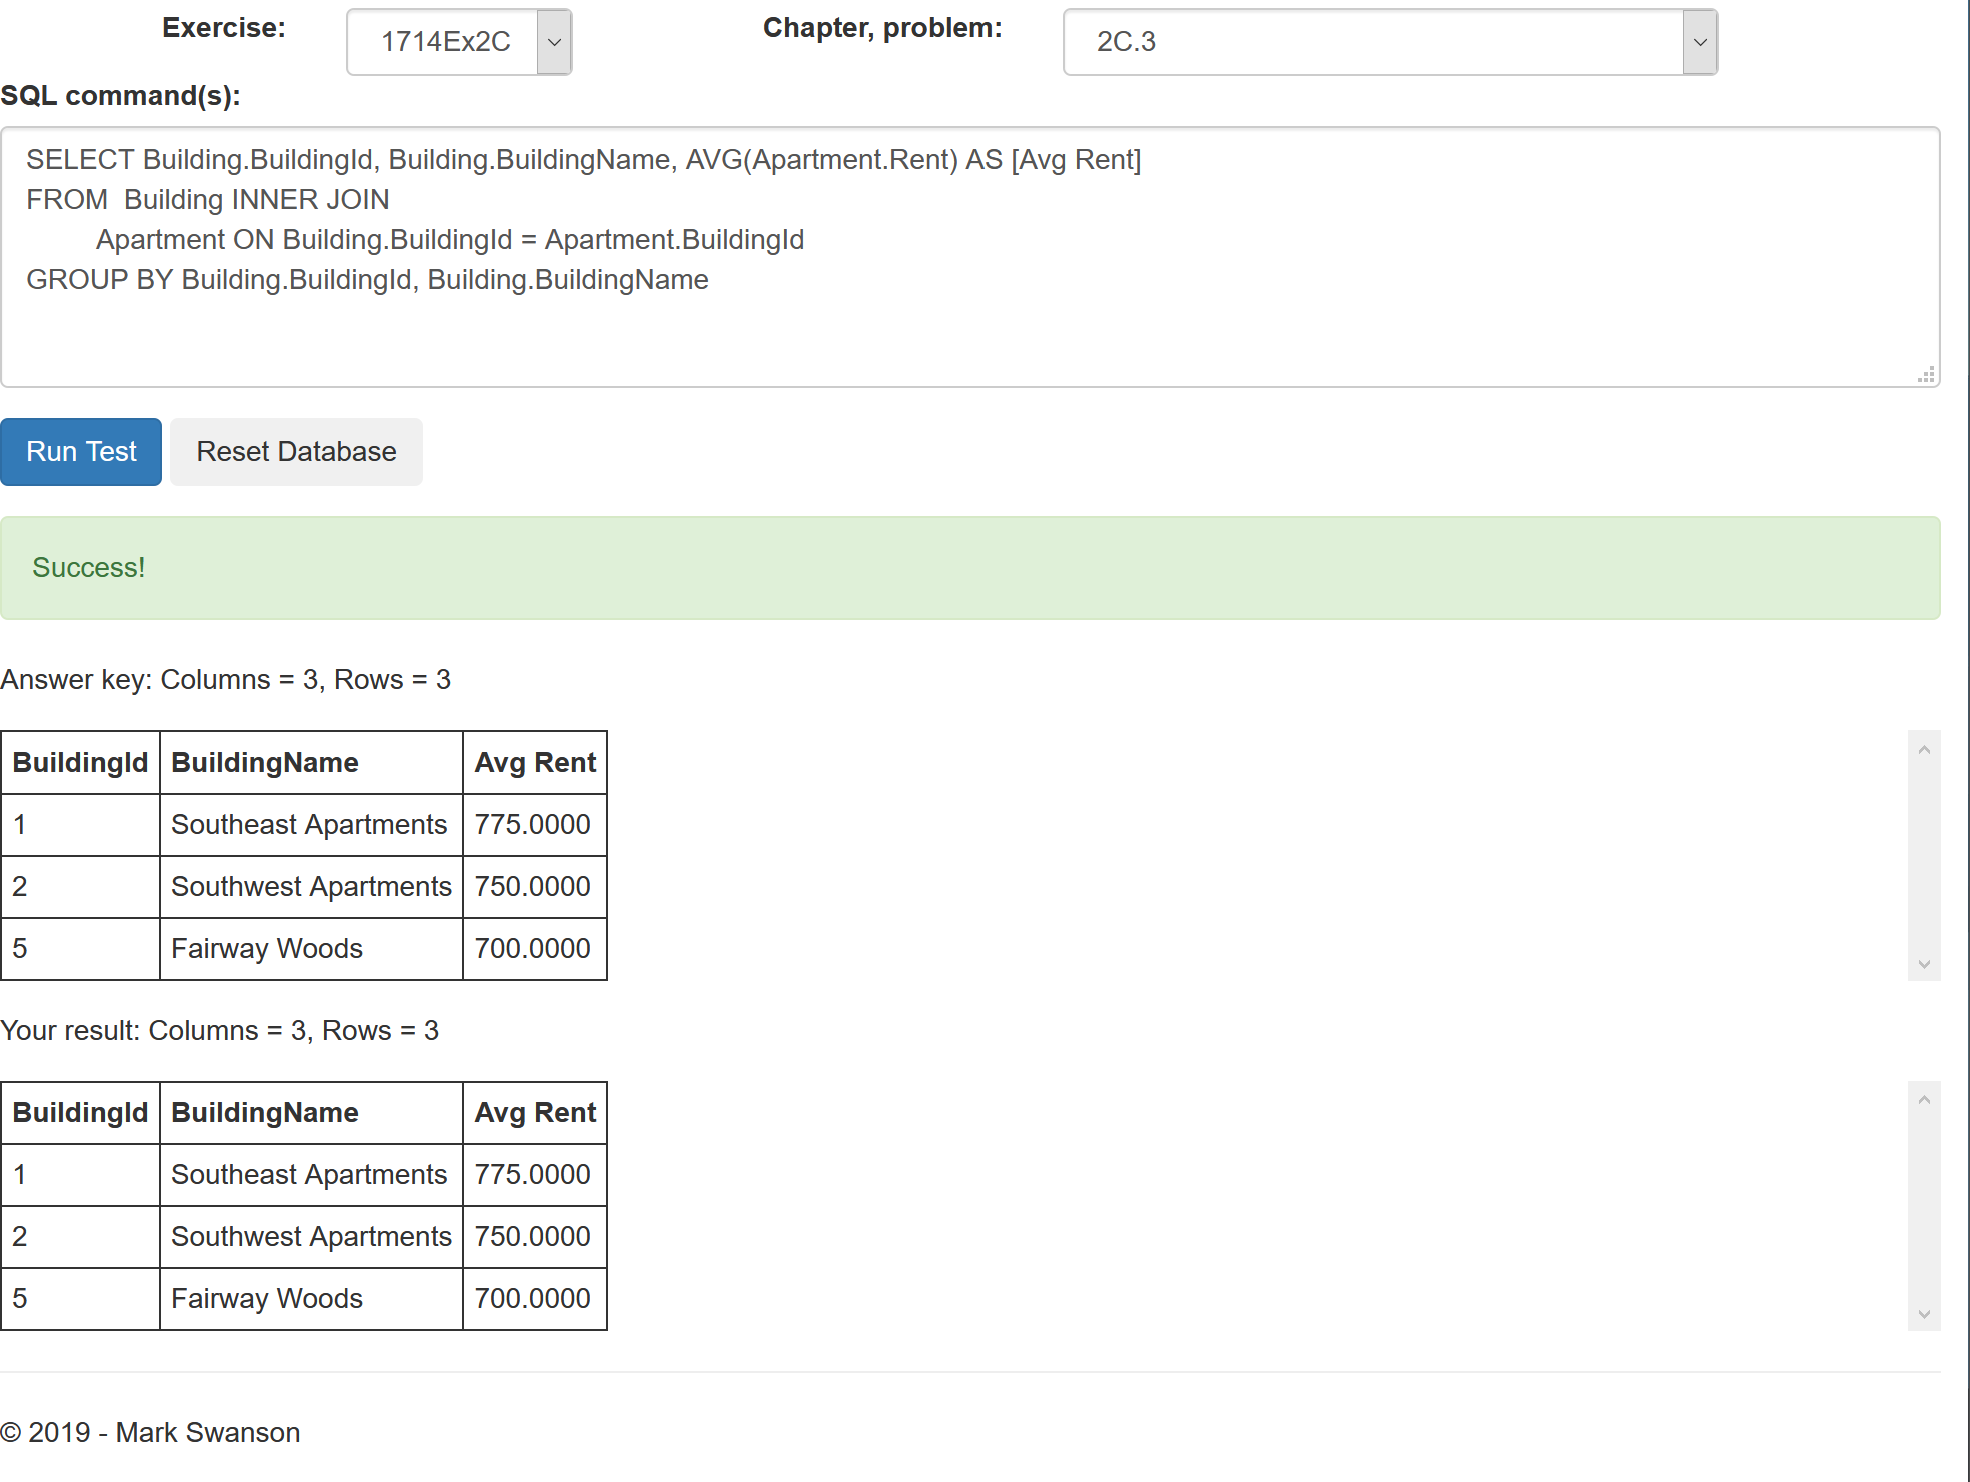 Exercise: 1714Ex2C Chapter, problem: 2C.3
SQL command(s):
SELECT Building.BuildingId, Building.BuildingName, AVG(Apartment.Rent) AS [Avg Rent]
FROM  Building INNER JOIN
Apartment ON Building.BuildingId = Apartment.BuildingId
GROUP BY Building.BuildingId, Building.BuildingName
Run Test Reset Database
Success!
Answer key: Columns = 3, Rows = 3
BuildingId BuildingName Avg Rent
1 Southeast Apartments 775.0000
2 Southwest Apartments 750.0000
5 Fairway Woods 700.0000
Your result: Columns = 3, Rows = 3
BuildingId BuildingName Avg Rent
1 Southeast Apartments 775.0000
2 Southwest Apartments 750.0000
5 Fairway Woods 700.0000
© 2019 - Mark Swanson